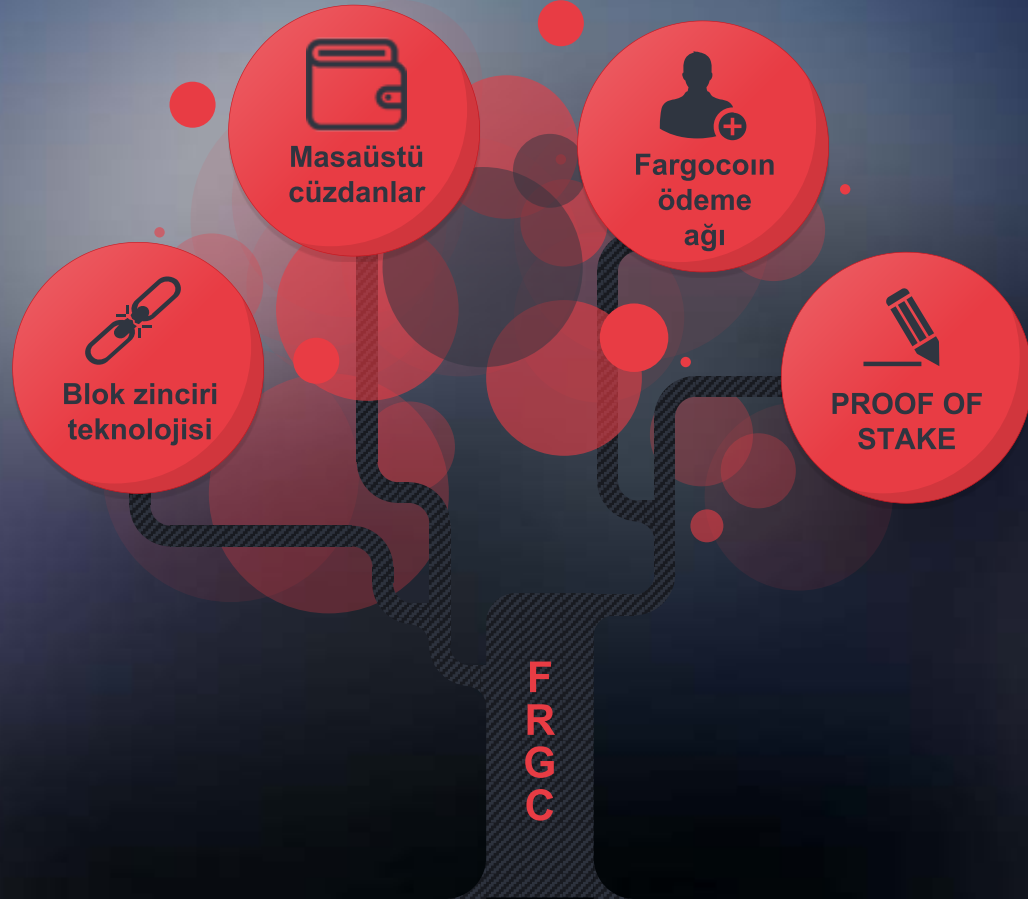 Masaüstü
cüzdanlar
Fargocoın
ödeme
ağı
Blok zinciri
teknolojisi
PROOF OF
STAKE
F
R
G
C